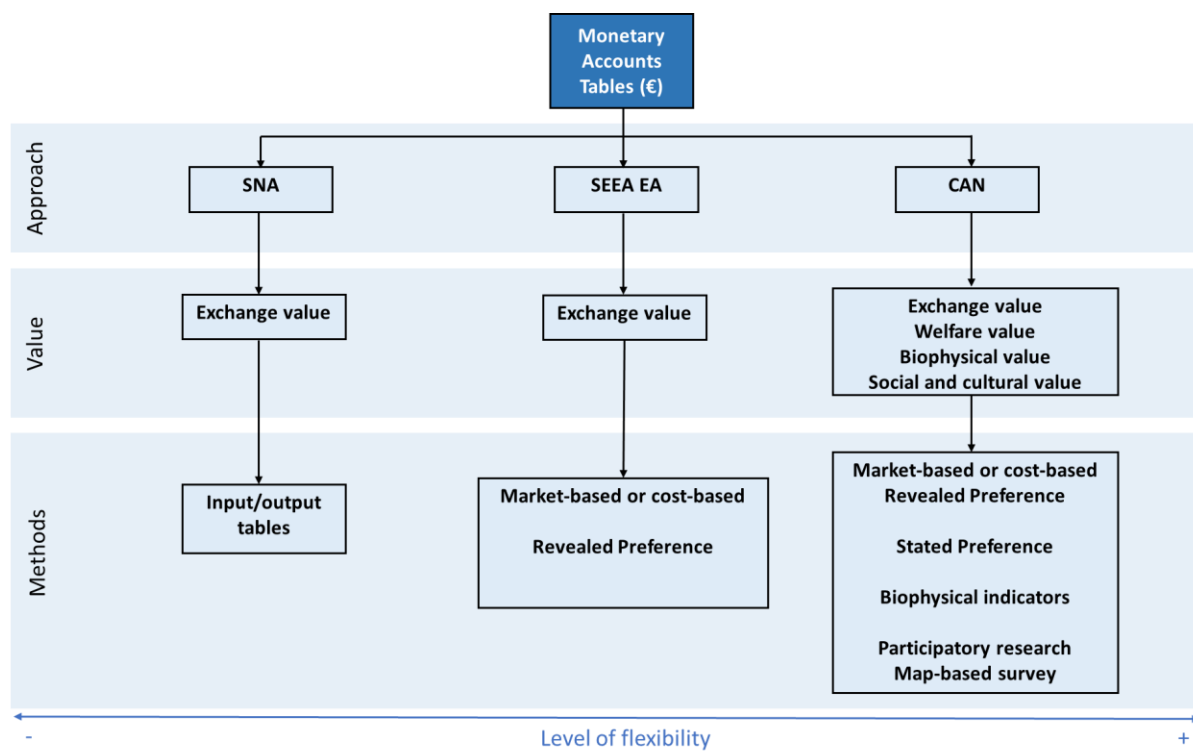 Monetary
Accounts
Tables (€)
Approach
SNA
SEEA EA
CAN
Value
Exchange value
Exchange value
Exchange value
Welfare value
Biophysical value
Social and cultural value
Methods
Input/output
tables
Market-based or cost-based
Revealed Preference
Market-based or cost-based
Revealed Preference
Stated Preference
Biophysical indicators
Participatory research
Map-based survey
-
Level of flexibility
+